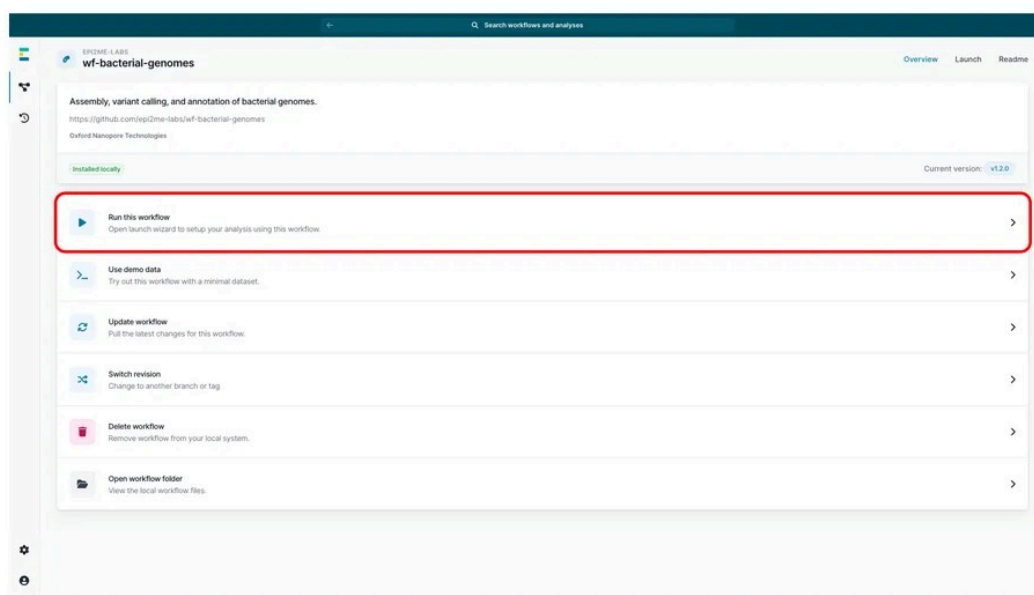 Search workflows and analyses
EPI2ME-LABS
wf-bacterial-genomes
Overview Launch Readme
Assembly, variant calling, and annotation of bacterial genomes.
https://github.com/epi2me-labs/wf-bacterial-genomes
Oxford Nanopore Technologies
Installed locally
Current version: v1.2.0
Run this workflow
Open launch wizard to setup your analysis using this workflow.
Use demo data
Try out this workflow with a minimal dataset.
Update workflow
Pull the latest changes for this workflow.
Switch revision
Change to another branch or tag
Delete workflow
Remove workflow from your local system.
Open workflow folder
View the local workflow files.